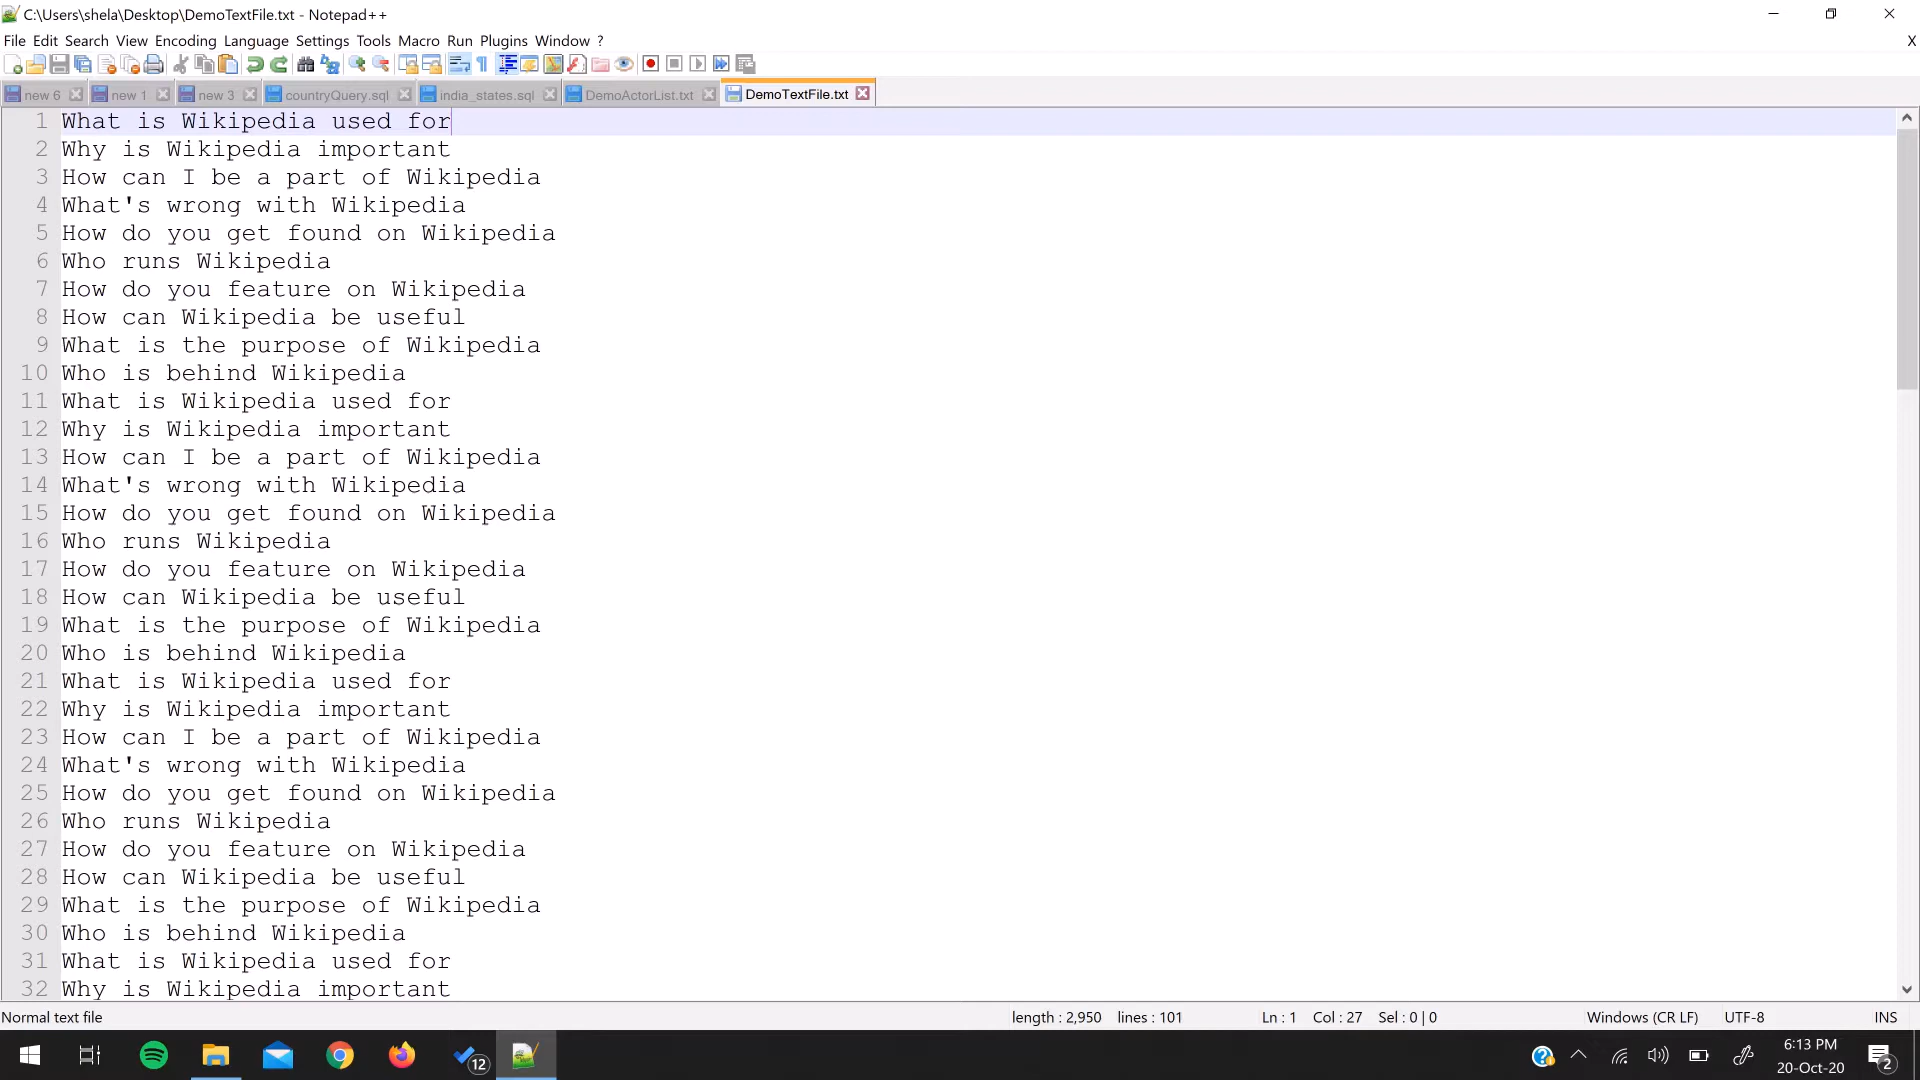 C:\Users\shela\Desktop\DemoTextFile.txt - Notepad++
File Edit Search View Encoding Language Settings Tools Macro Run Plugins Window ? X
new 6 new 1 new 3 countryQuery.sql india_states.sql DemoActorList.txt DemoTextFile.txt
1 What is Wikipedia used for
2 Why is Wikipedia important
3 How can I be a part of Wikipedia
4 What's wrong with Wikipedia
5 How do you get found on Wikipedia
6 Who runs Wikipedia
7 How do you feature on Wikipedia
8 How can Wikipedia be useful
9 What is the purpose of Wikipedia
10 Who is behind Wikipedia
11 What is Wikipedia used for
12 Why is Wikipedia important
13 How can I be a part of Wikipedia
14 What's wrong with Wikipedia
15 How do you get found on Wikipedia
16 Who runs Wikipedia
17 How do you feature on Wikipedia
18 How can Wikipedia be useful
19 What is the purpose of Wikipedia
20 Who is behind Wikipedia
21 What is Wikipedia used for
22 Why is Wikipedia important
23 How can I be a part of Wikipedia
24 What's wrong with Wikipedia
25 How do you get found on Wikipedia
26 Who runs Wikipedia
27 How do you feature on Wikipedia
28 How can Wikipedia be useful
29 What is the purpose of Wikipedia
30 Who is behind Wikipedia
31 What is Wikipedia used for
32 Why is Wikipedia important
Normal text file length : 2,950 lines : 101 Ln : 1 Col : 27 Sel : 0 | 0 Windows (CR LF) UTF-8 INS
12
6:13 PM
20-Oct-20
2